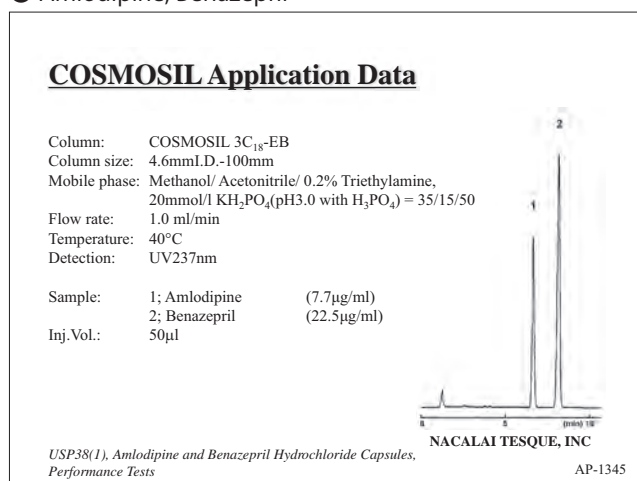 Amlodipine, Benazepril
COSMOSIL Application Data
Column: COSMOSIL 3C18-EB
Column size: 4.6mmI.D.-100mm
Mobile phase: Methanol/ Acetonitrile/ 0.2% Triethylamine,
20mmol/l KH2PO4(pH3.0 with H3PO4) = 35/15/50
Flow rate: 1.0 ml/min
Temperature: 40°C
Detection: UV237nm
Sample: 1; Amlodipine (7.7μg/ml)
2; Benazepril (22.5μg/ml)
Inj.Vol.: 50μl
2
1
0 5 (min) 10
NACALAI TESQUE, INC
USP38(1), Amlodipine and Benazepril Hydrochloride Capsules,
Performance Tests
AP-1345